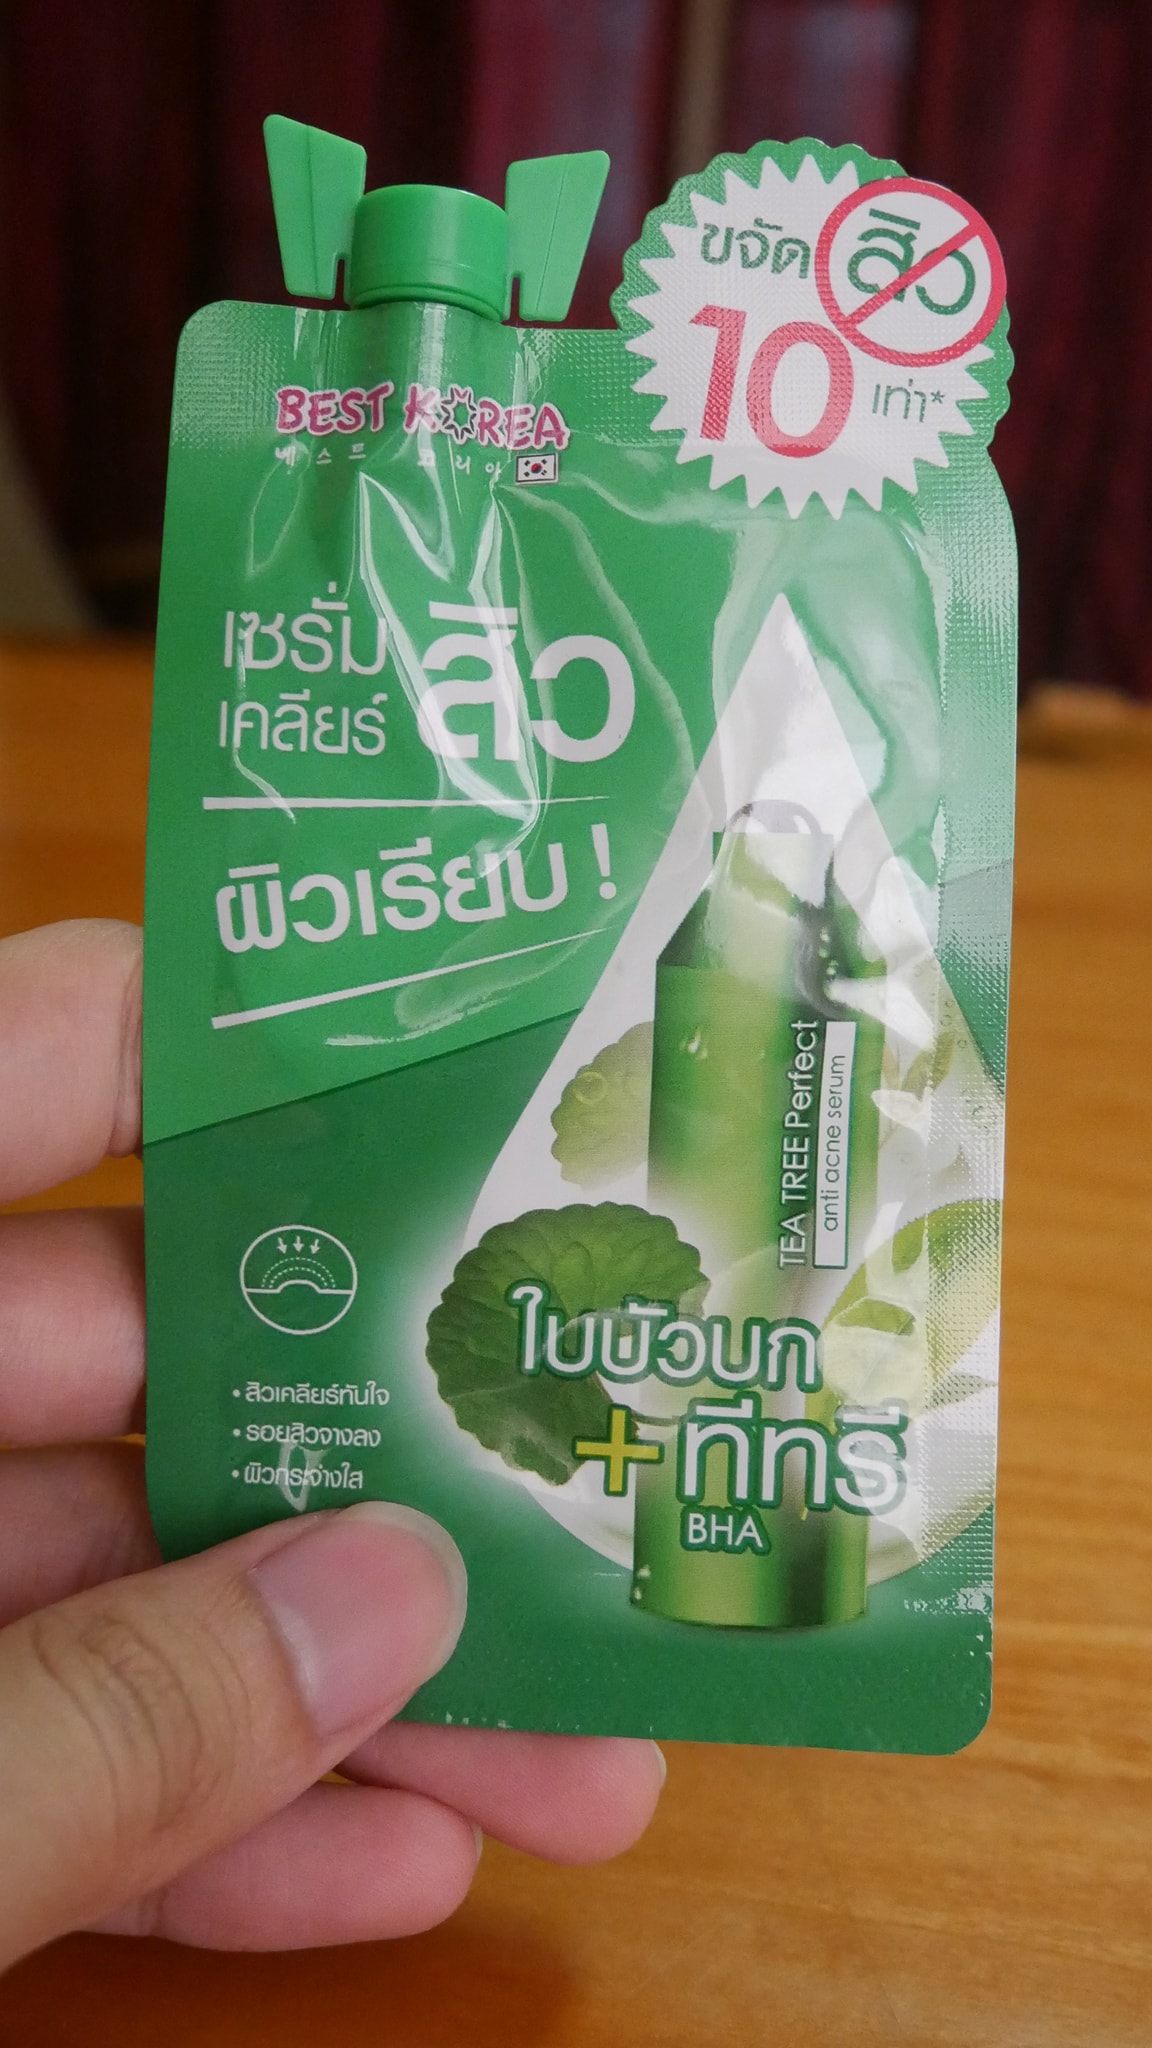 ขจัด สิว
10 เท่า*
BEST KOREA
베스트 코리아
เซรั่ม
เคลียร์ สิว
ผิวเรียบ !
TEA TREE Perfect
anti acne serum
ใบบัวบก
+ ทีทรี
BHA
• สิวเคลียร์ทันใจ
• รอยสิวจางลง
• ผิวกระจ่างใส